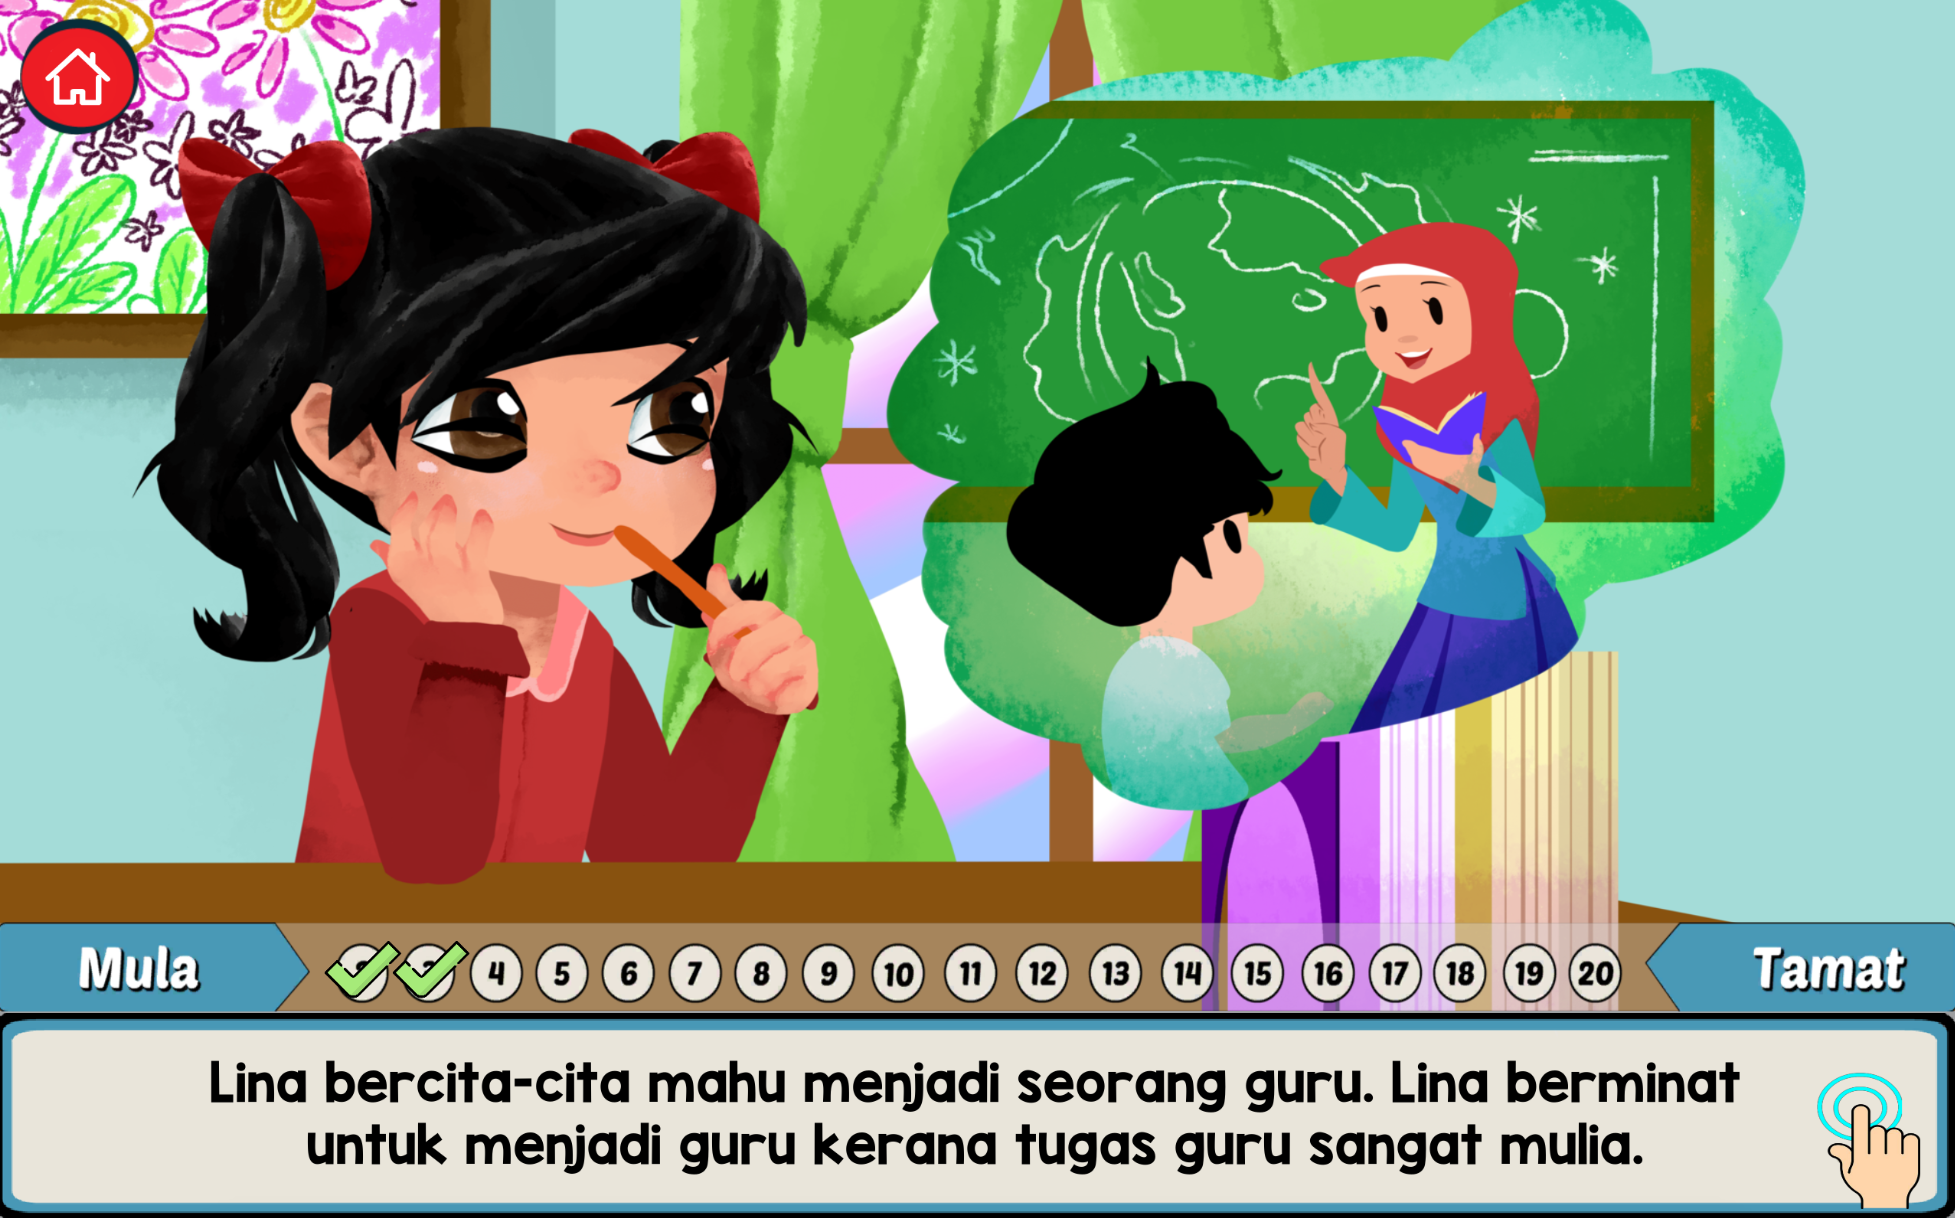 Mula 4 5 6 7 8 9 10 11 12 13 14 15 16 17 18 19 20 Tamat
Lina bercita-cita mahu menjadi seorang guru. Lina berminat
untuk menjadi guru kerana tugas guru sangat mulia.